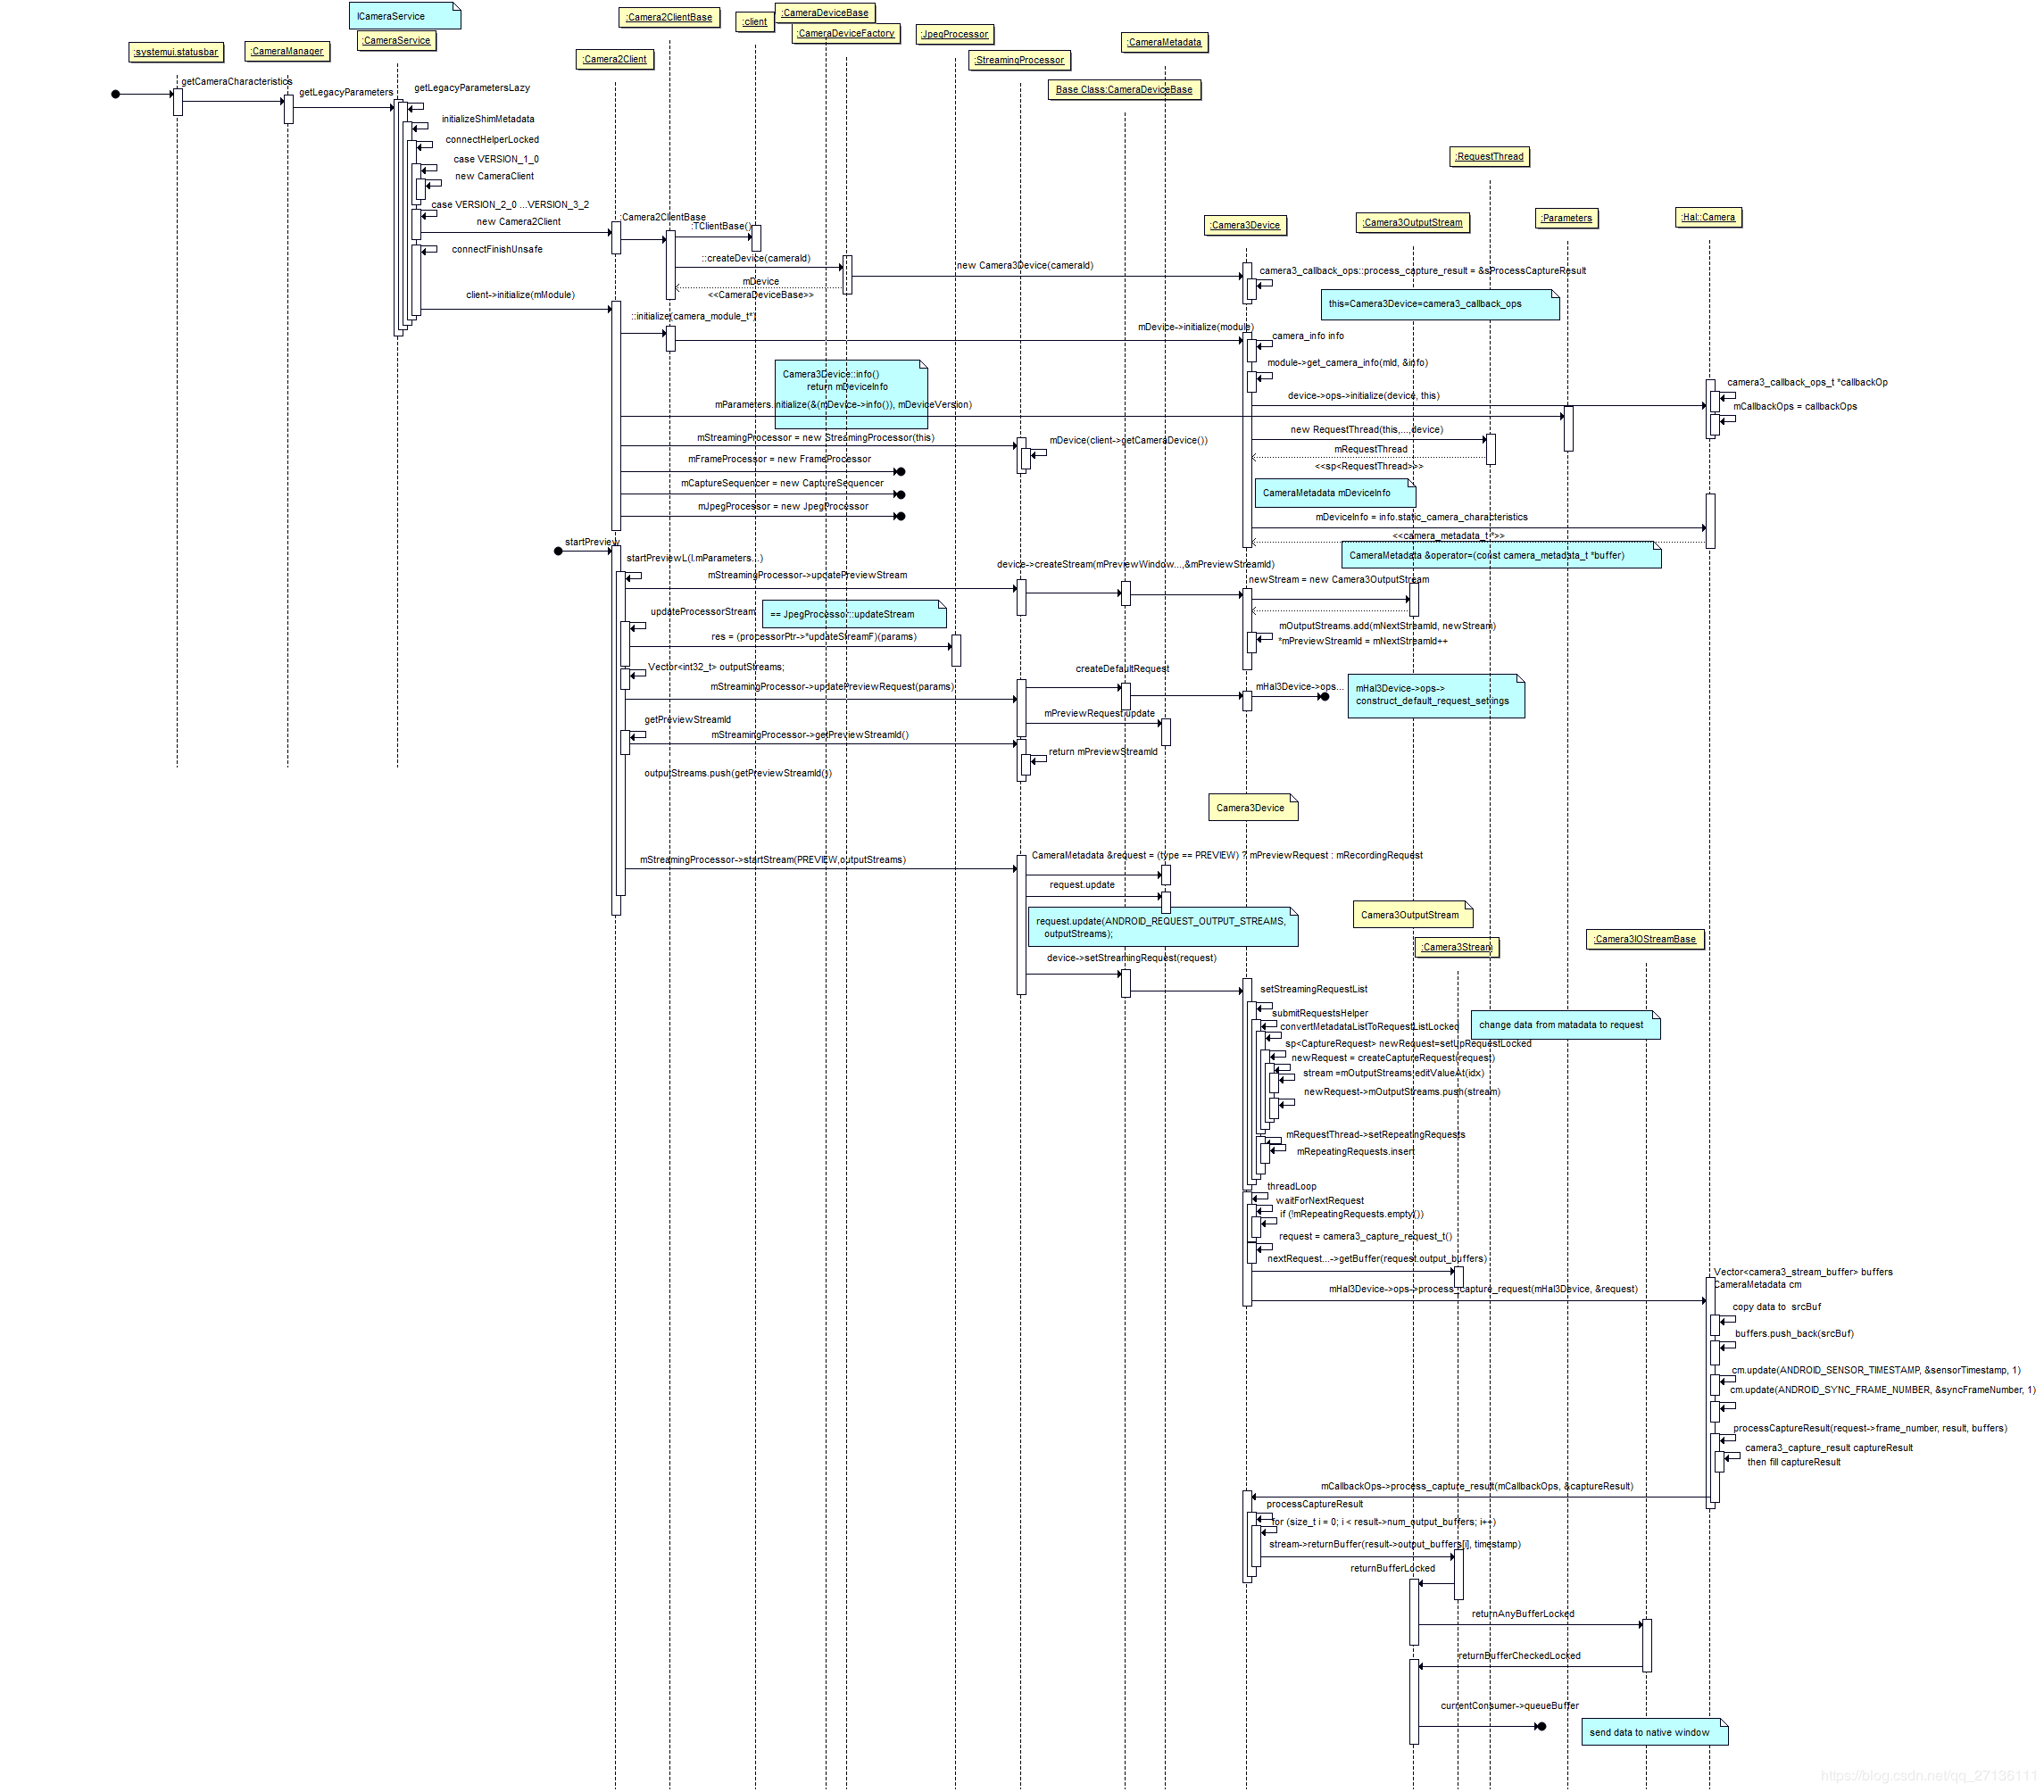 ICameraService
:CameraService
:systemui.statusbar
:CameraManager
:Camera2ClientBase
:Camera2Client
:client
:CameraDeviceBase
:CameraDeviceFactory
:JpegProcessor
:StreamingProcessor
:CameraMetadata
Base Class:CameraDeviceBase
:RequestThread
:Camera3Device
:Camera3OutputStream
:Parameters
:Hal::Camera
getCameraCharacteristics
getLegacyParameters
getLegacyParametersLazy
initializeShimMetadata
connectHelperLocked
case VERSION_1_0
new CameraClient
case VERSION_2_0 ...VERSION_3_2
new Camera2Client
:Camera2ClientBase
:TClientBase()
connectFinishUnsafe
::createDevice(cameraId)
new Camera3Device(cameraId)
camera3_callback_ops::process_capture_result = &sProcessCaptureResult
mDevice
<<CameraDeviceBase>>
client->initialize(mModule)
this=Camera3Device=camera3_callback_ops
::initialize(camera_module_t*)
mDevice->initialize(module)
camera_info info
module->get_camera_info(mId, &info)
Camera3Device::info()
return mDeviceInfo
camera3_callback_ops_t *callbackOp
device->ops->initialize(device, this)
mCallbackOps = callbackOps
mParameters.initialize(&(mDevice->info()), mDeviceVersion)
mStreamingProcessor = new StreamingProcessor(this)
mDevice(client->getCameraDevice())
new RequestThread(this,...,device)
mRequestThread
<<sp<RequestThread>>>
mFrameProcessor = new FrameProcessor
mCaptureSequencer = new CaptureSequencer
CameraMetadata mDeviceInfo
mJpegProcessor = new JpegProcessor
mDeviceInfo = info.static_camera_characteristics
<<camera_metadata_t *>>
startPreview
startPreviewL(l.mParameters...)
CameraMetadata &operator=(const camera_metadata_t *buffer)
mStreamingProcessor->updatePreviewStream
device->createStream(mPreviewWindow...,&mPreviewStreamId)
newStream = new Camera3OutputStream
updateProcessorStream
== JpegProcessor::updateStream
mOutputStreams.add(mNextStreamId, newStream)
res = (processorPtr->*updateStreamF)(params)
*mPreviewStreamId = mNextStreamId++
Vector<int32_t> outputStreams;
createDefaultRequest
mStreamingProcessor->updatePreviewRequest(params)
mHal3Device->ops...
mHal3Device->ops->
construct_default_request_setings
getPreviewStreamId
mPreviewRequest.update
mStreamingProcessor->getPreviewStreamId()
return mPreviewStreamId
outputStreams.push(getPreviewStreamId())
Camera3Device
mStreamingProcessor->startStream(PREVIEW,outputStreams)
CameraMetadata &request = (type == PREVIEW) ? mPreviewRequest : mRecordingRequest
request.update
request.update(ANDROID_REQUEST_OUTPUT_STREAMS,
outputStreams);
Camera3OutputStream
:Camera3Stream
:Camera3IOStreamBase
device->setStreamingRequest(request)
setStreamingRequestList
submitRequestsHelper
convertMetadataListToRequestListLocked
change data from matadata to request
sp<CaptureRequest> newRequest=setUpRequestLocked
newRequest = createCaptureRequest(request)
stream =mOutputStreams.editValueAt(idx)
newRequest->mOutputStreams.push(stream)
mRequestThread->setRepeatingRequests
mRepeatingRequests.insert
threadLoop
waitForNextRequest
if (!mRepeatingRequests.empty())
request = camera3_capture_request_t()
nextRequest...->getBuffer(request.output_buffers)
mHal3Device->ops->process_capture_request(mHal3Device, &request)
Vector<camera3_stream_buffer> buffers
CameraMetadata cm
copy data to  srcBuf
buffers.push_back(srcBuf)
cm.update(ANDROID_SENSOR_TIMESTAMP, &sensorTimestamp, 1)
cm.update(ANDROID_SYNC_FRAME_NUMBER, &syncFrameNumber, 1)
processCaptureResult(request->frame_number, result, buffers)
camera3_capture_result captureResult
then fill captureResult
mCallbackOps->process_capture_result(mCallbackOps, &captureResult)
processCaptureResult
for (size_t i = 0; i < result->num_output_buffers; i++)
stream->returnBuffer(result->output_buffers[i], timestamp)
returnBufferLocked
returnAnyBufferLocked
returnBufferCheckedLocked
currentConsumer->queueBuffer
send data to native window
https://blog.csdn.net/qq_27136111